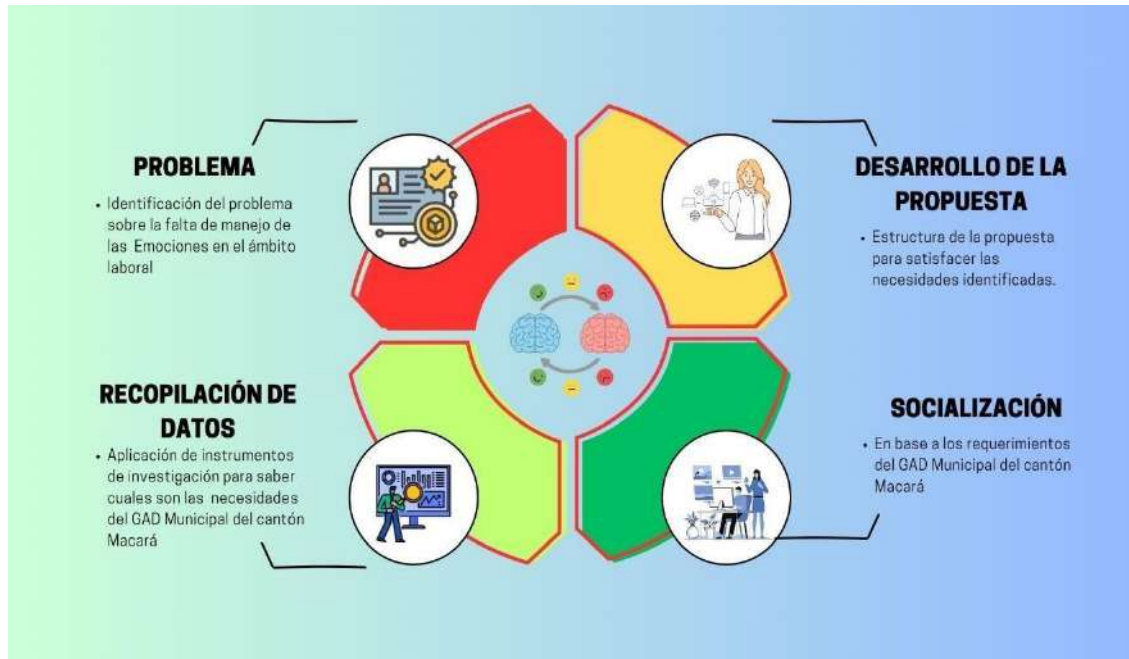 PROBLEMA
• Identificación del problema
sobre la falta de manejo de
las Emociones en el ámbito
laboral
RECOPILACIÓN DE
DATOS
• Aplicación de instrumentos
de investigación para saber
cuales son las necesidades
del GAD Municipal del cantón
Macará
DESARROLLO DE LA
PROPUESTA
• Estructura de la propuesta
para satisfacer las
necesidades identificadas.
SOCIALIZACIÓN
• En base a los requerimientos
del GAD Municipal del cantón
Macará